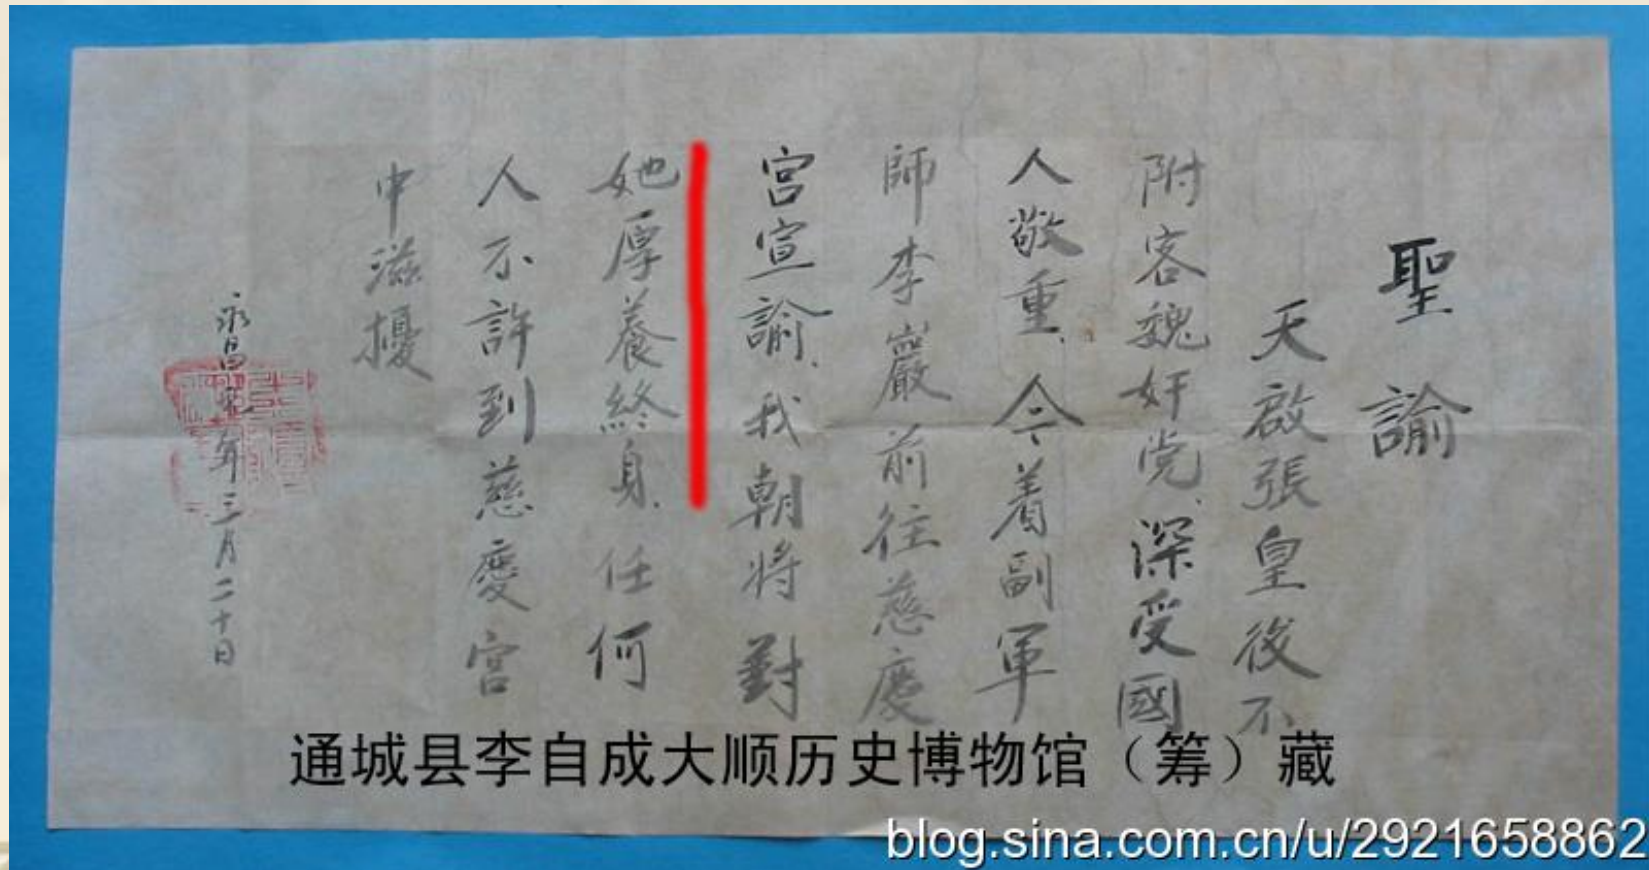 聖諭
天啟張皇後不
附客魏奸党、深受國
人敬重、今着副軍
師李巖前往慈慶
宮宣諭、我朝将對
她厚養終身、任何
人不許到慈慶宮
中滋擾
永昌元年三月二十日
通城县李自成大顺历史博物馆（筹）藏
blog.sina.com.cn/u/2921658862